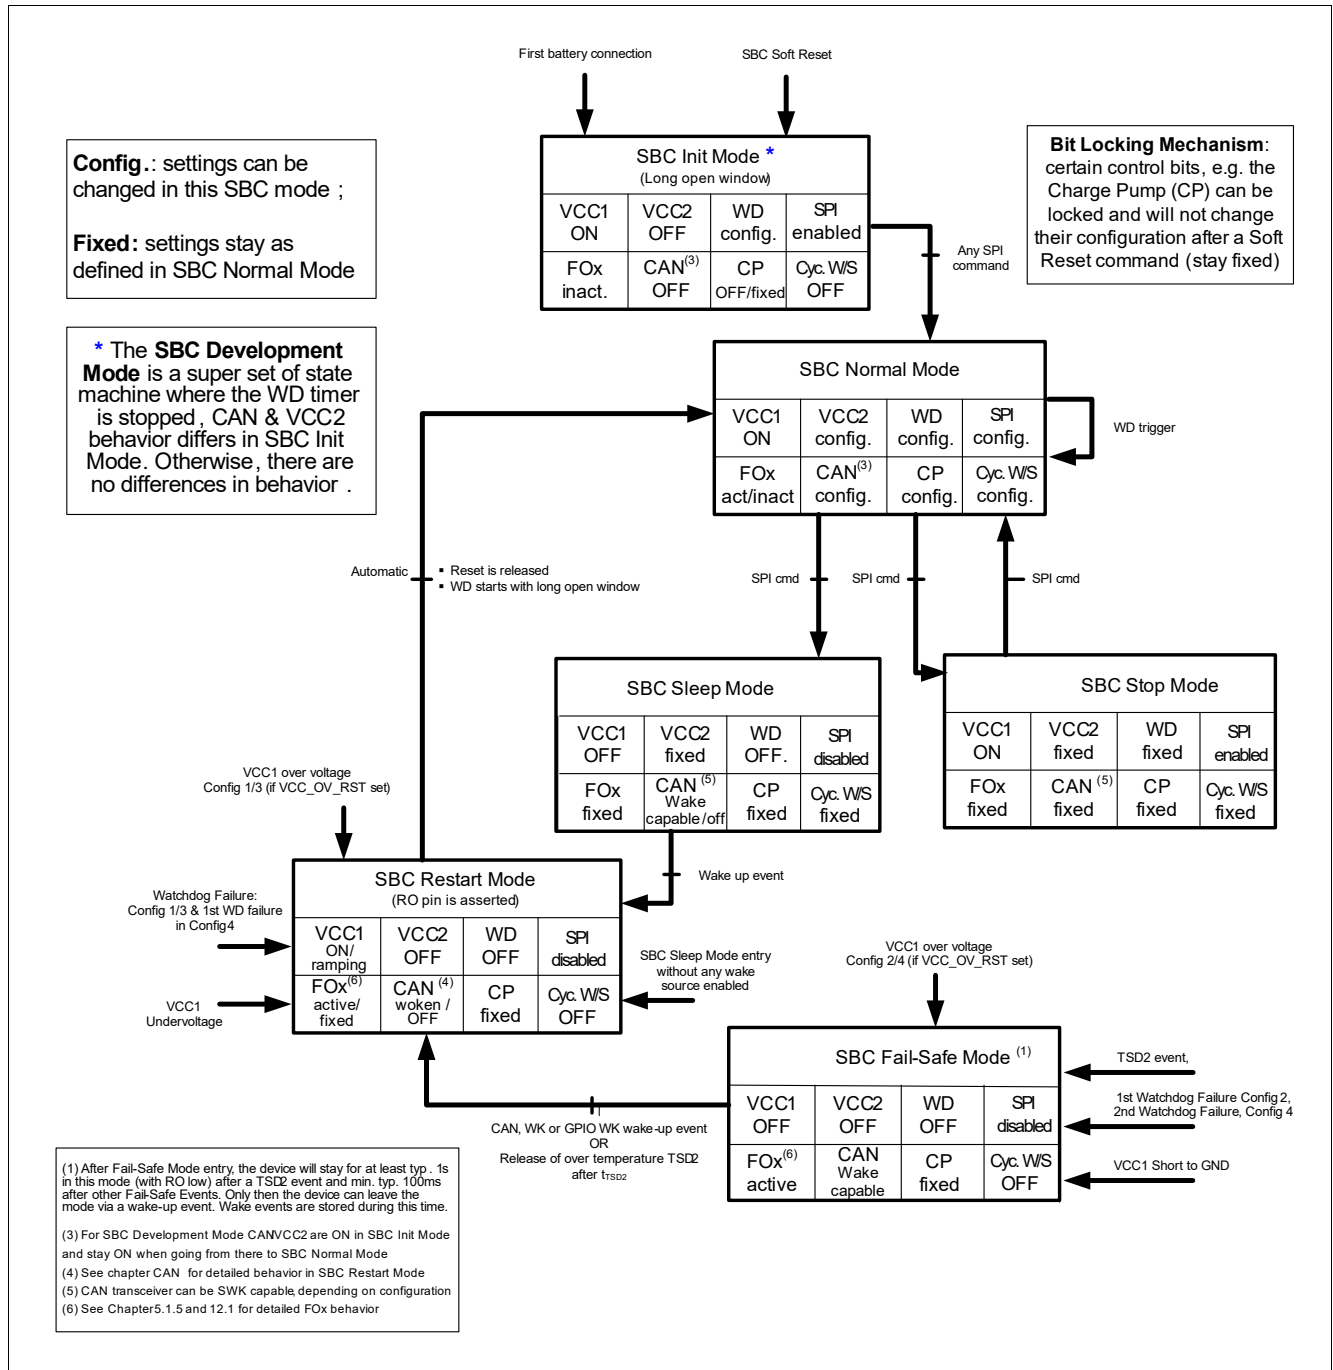 First battery connection
SBC Soft Reset
Config.: settings can be
changed in this SBC mode ;
Fixed: settings stay as
defined in SBC Normal Mode
SBC Init Mode *
(Long open window)
VCC1 ON
VCC2 OFF
WD config.
SPI enabled
FOx inact.
CAN(3) OFF
CP OFF/fixed
Cyc. W/S OFF
Any SPI
command
Bit Locking Mechanism:
certain control bits, e.g. the
Charge Pump (CP) can be
locked and will not change
their configuration after a Soft
Reset command (stay fixed)
* The SBC Development
Mode is a super set of state
machine where the WD timer
is stopped , CAN & VCC2
behavior differs in SBC Init
Mode. Otherwise, there are
no differences in behavior .
SBC Normal Mode
VCC1 ON
VCC2 config.
WD config.
SPI config.
FOx act/inact
CAN(3) config.
CP config.
Cyc. W/S config.
WD trigger
Automatic
▪ Reset is released
▪ WD starts with long open window
SPI cmd
SPI cmd
SPI cmd
SBC Sleep Mode
VCC1 OFF
VCC2 fixed
WD OFF.
SPI disabled
FOx fixed
CAN (5) Wake capable/off
CP fixed
Cyc. W/S fixed
SBC Stop Mode
VCC1 ON
VCC2 fixed
WD fixed
SPI enabled
FOx fixed
CAN (5) fixed
CP fixed
Cyc. W/S fixed
VCC1 over voltage
Config 1/3 (if VCC_OV_RST set)
Wake up event
SBC Restart Mode
(RO pin is asserted)
VCC1 ON/ ramping
VCC2 OFF
WD OFF
SPI disabled
FOx(6) active/ fixed
CAN (4) woken / OFF
CP fixed
Cyc. W/S OFF
Watchdog Failure:
Config 1/3 & 1st WD failure
in Config4
VCC1
Undervoltage
SBC Sleep Mode entry
without any wake
source enabled
VCC1 over voltage
Config 2/4 (if VCC_OV_RST set)
SBC Fail-Safe Mode (1)
VCC1 OFF
VCC2 OFF
WD OFF
SPI disabled
FOx(6) active
CAN Wake capable
CP fixed
Cyc. W/S OFF
TSD2 event,
1st Watchdog Failure Config 2,
2nd Watchdog Failure, Config 4
VCC1 Short to GND
CAN, WK or GPIO WK wake-up event
OR
Release of over temperature TSD2
after tTSD2
(1) After Fail-Safe Mode entry, the device will stay for at least typ. 1s
in this mode (with RO low) after a TSD2 event and min. typ. 100ms
after other Fail-Safe Events. Only then the device can leave the
mode via a wake-up event. Wake events are stored during this time.
(3) For SBC Development Mode CAN/VCC2 are ON in SBC Init Mode
and stay ON when going from there to SBC Normal Mode
(4) See chapter CAN for detailed behavior in SBC Restart Mode
(5) CAN transceiver can be SWK capable, depending on configuration
(6) See Chapter 5.1.5 and 12.1 for detailed FOx behavior